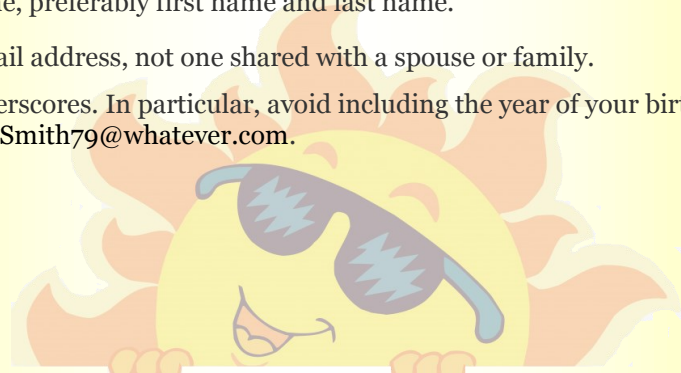 e, preferably first name and last name.
ail address, not one shared with a spouse or family.
erscores. In particular, avoid including the year of your birt
Smith79@whatever.com.